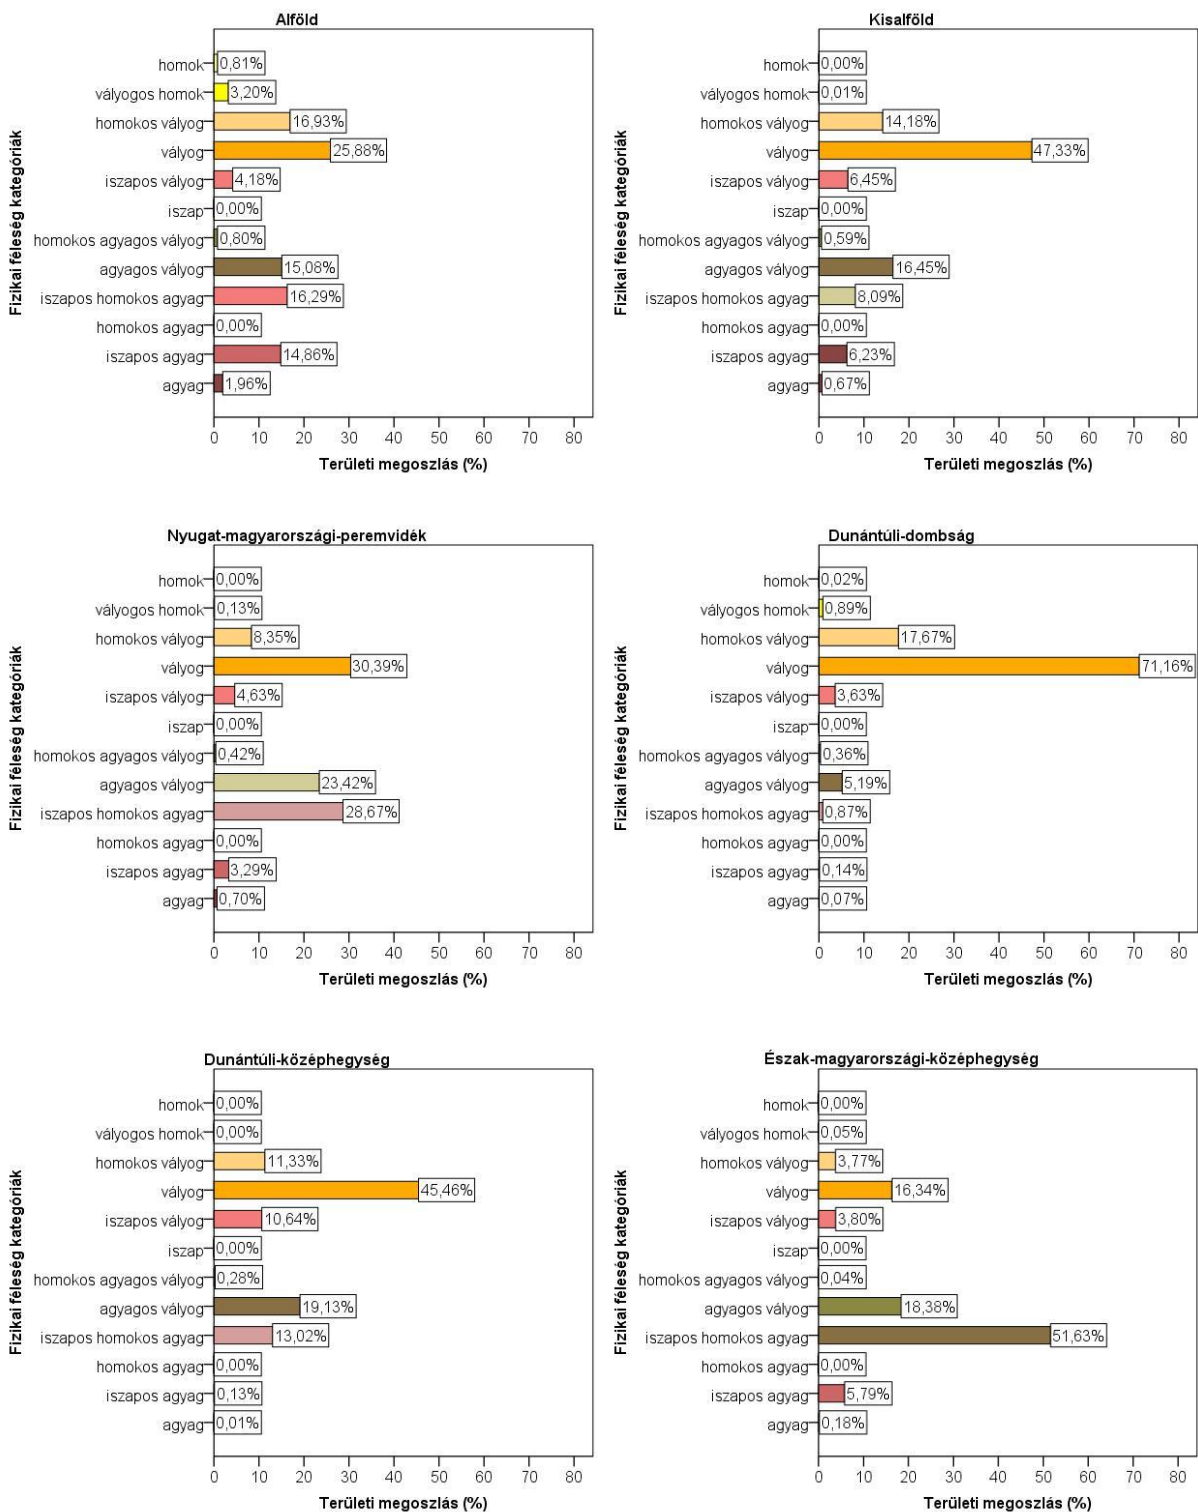 Alföld
Fizikai féleség kategóriák
homok 0,81%
vályogos homok 3,20%
homokos vályog 16,93%
vályog 25,88%
iszapos vályog 4,18%
iszap 0,00%
homokos agyagos vályog 0,80%
agyagos vályog 15,08%
iszapos homokos agyag 16,29%
homokos agyag 0,00%
iszapos agyag 14,86%
agyag 1,96%
0 10 20 30 40 50 60 70 80
Területi megoszlás (%)
Kisalföld
Fizikai féleség kategóriák
homok 0,00%
vályogos homok 0,01%
homokos vályog 14,18%
vályog 47,33%
iszapos vályog 6,45%
iszap 0,00%
homokos agyagos vályog 0,59%
agyagos vályog 16,45%
iszapos homokos agyag 8,09%
homokos agyag 0,00%
iszapos agyag 6,23%
agyag 0,67%
0 10 20 30 40 50 60 70 80
Területi megoszlás (%)
Nyugat-magyarországi-peremvidék
Fizikai féleség kategóriák
homok 0,00%
vályogos homok 0,13%
homokos vályog 8,35%
vályog 30,39%
iszapos vályog 4,63%
iszap 0,00%
homokos agyagos vályog 0,42%
agyagos vályog 23,42%
iszapos homokos agyag 28,67%
homokos agyag 0,00%
iszapos agyag 3,29%
agyag 0,70%
0 10 20 30 40 50 60 70 80
Területi megoszlás (%)
Dunántúli-dombság
Fizikai féleség kategóriák
homok 0,02%
vályogos homok 0,89%
homokos vályog 17,67%
vályog 71,16%
iszapos vályog 3,63%
iszap 0,00%
homokos agyagos vályog 0,36%
agyagos vályog 5,19%
iszapos homokos agyag 0,87%
homokos agyag 0,00%
iszapos agyag 0,14%
agyag 0,07%
0 10 20 30 40 50 60 70 80
Területi megoszlás (%)
Dunántúli-középhegység
Fizikai féleség kategóriák
homok 0,00%
vályogos homok 0,00%
homokos vályog 11,33%
vályog 45,46%
iszapos vályog 10,64%
iszap 0,00%
homokos agyagos vályog 0,28%
agyagos vályog 19,13%
iszapos homokos agyag 13,02%
homokos agyag 0,00%
iszapos agyag 0,13%
agyag 0,01%
0 10 20 30 40 50 60 70 80
Területi megoszlás (%)
Észak-magyarországi-középhegység
Fizikai féleség kategóriák
homok 0,00%
vályogos homok 0,05%
homokos vályog 3,77%
vályog 16,34%
iszapos vályog 3,80%
iszap 0,00%
homokos agyagos vályog 0,04%
agyagos vályog 18,38%
iszapos homokos agyag 51,63%
homokos agyag 0,00%
iszapos agyag 5,79%
agyag 0,18%
0 10 20 30 40 50 60 70 80
Területi megoszlás (%)